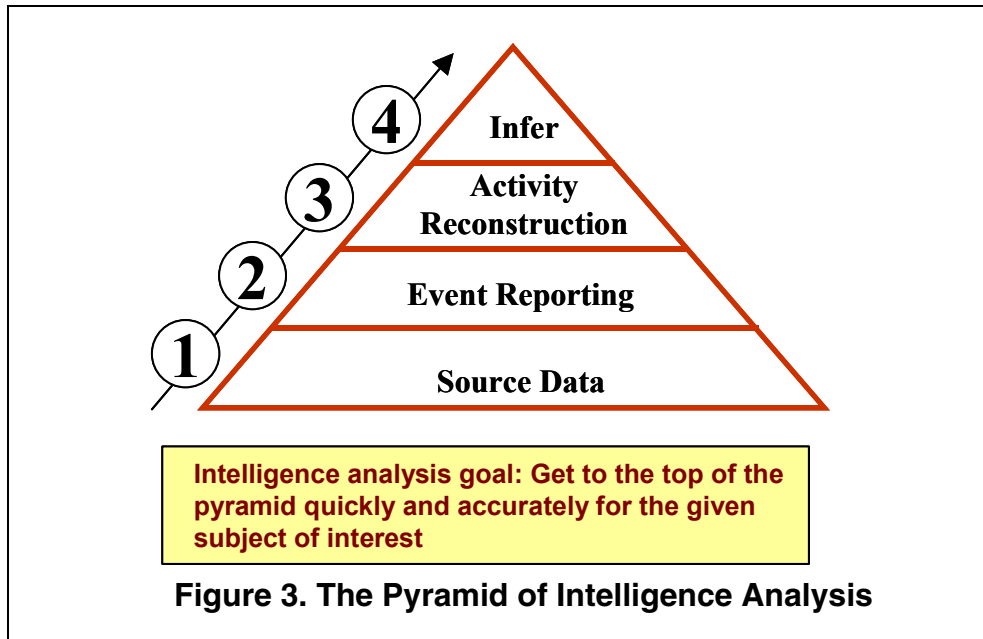 4
Infer
3
Activity
Reconstruction
2
Event Reporting
1
Source Data
Intelligence analysis goal: Get to the top of the
pyramid quickly and accurately for the given
subject of interest
Figure 3. The Pyramid of Intelligence Analysis